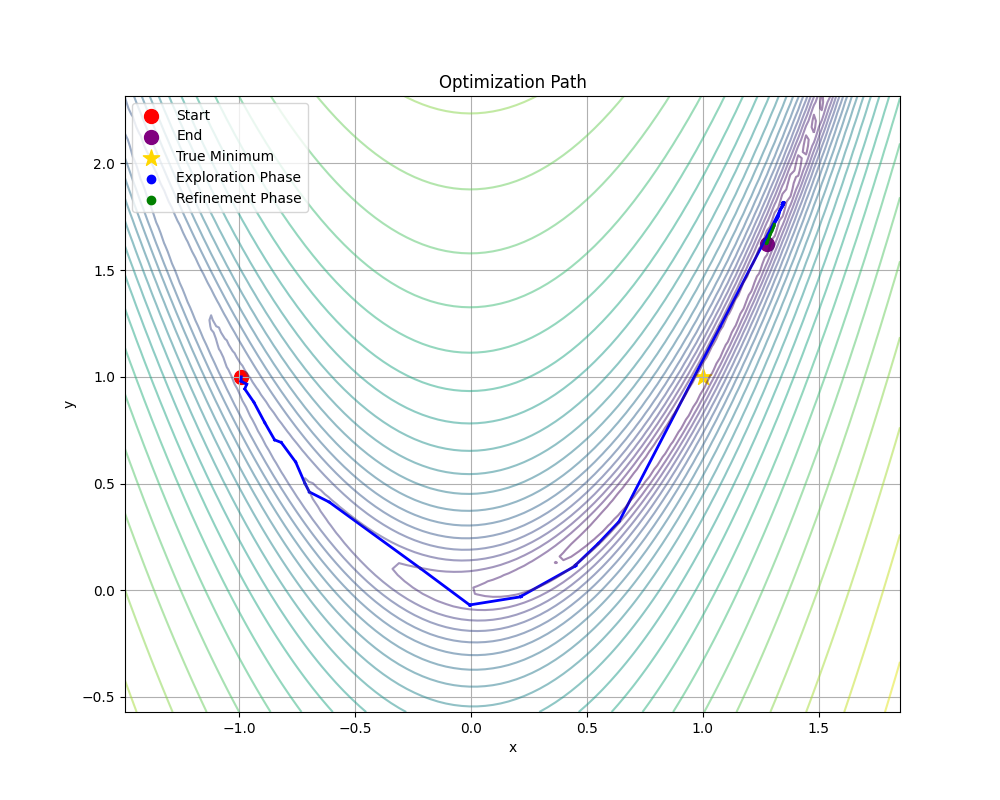 Optimization Path
Start
End
True Minimum
Exploration Phase
Refinement Phase
2.0
1.5
1.0
0.5
0.0
−0.5
y
−1.0 −0.5 0.0 0.5 1.0 1.5
x